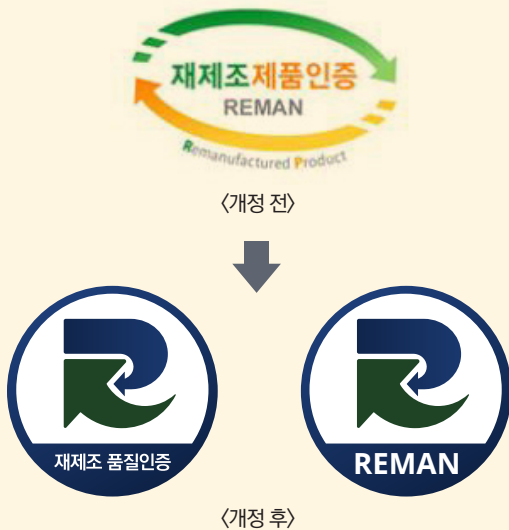 재제조제품인증
REMAN
Remanufactured Product
〈개정 전〉
재제조 품질인증
REMAN
〈개정 후〉